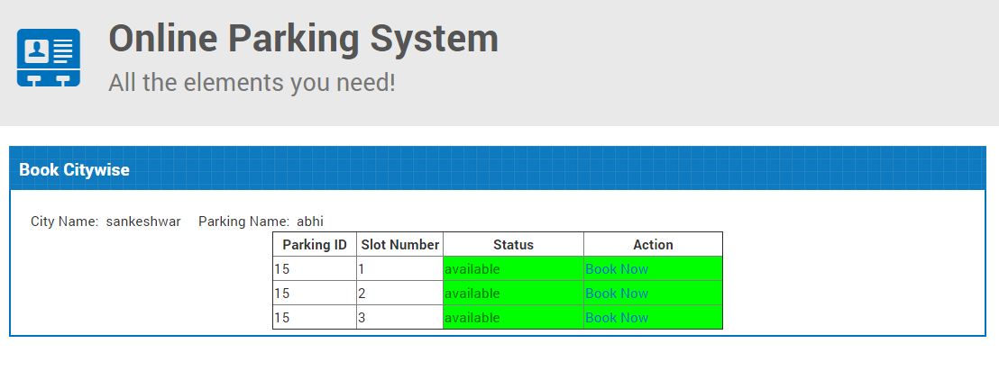 Online Parking System
All the elements you need!
Book Citywise
City Name: sankeshwar Parking Name: abhi
Parking ID Slot Number Status Action
15 1 available Book Now
15 2 available Book Now
15 3 available Book Now